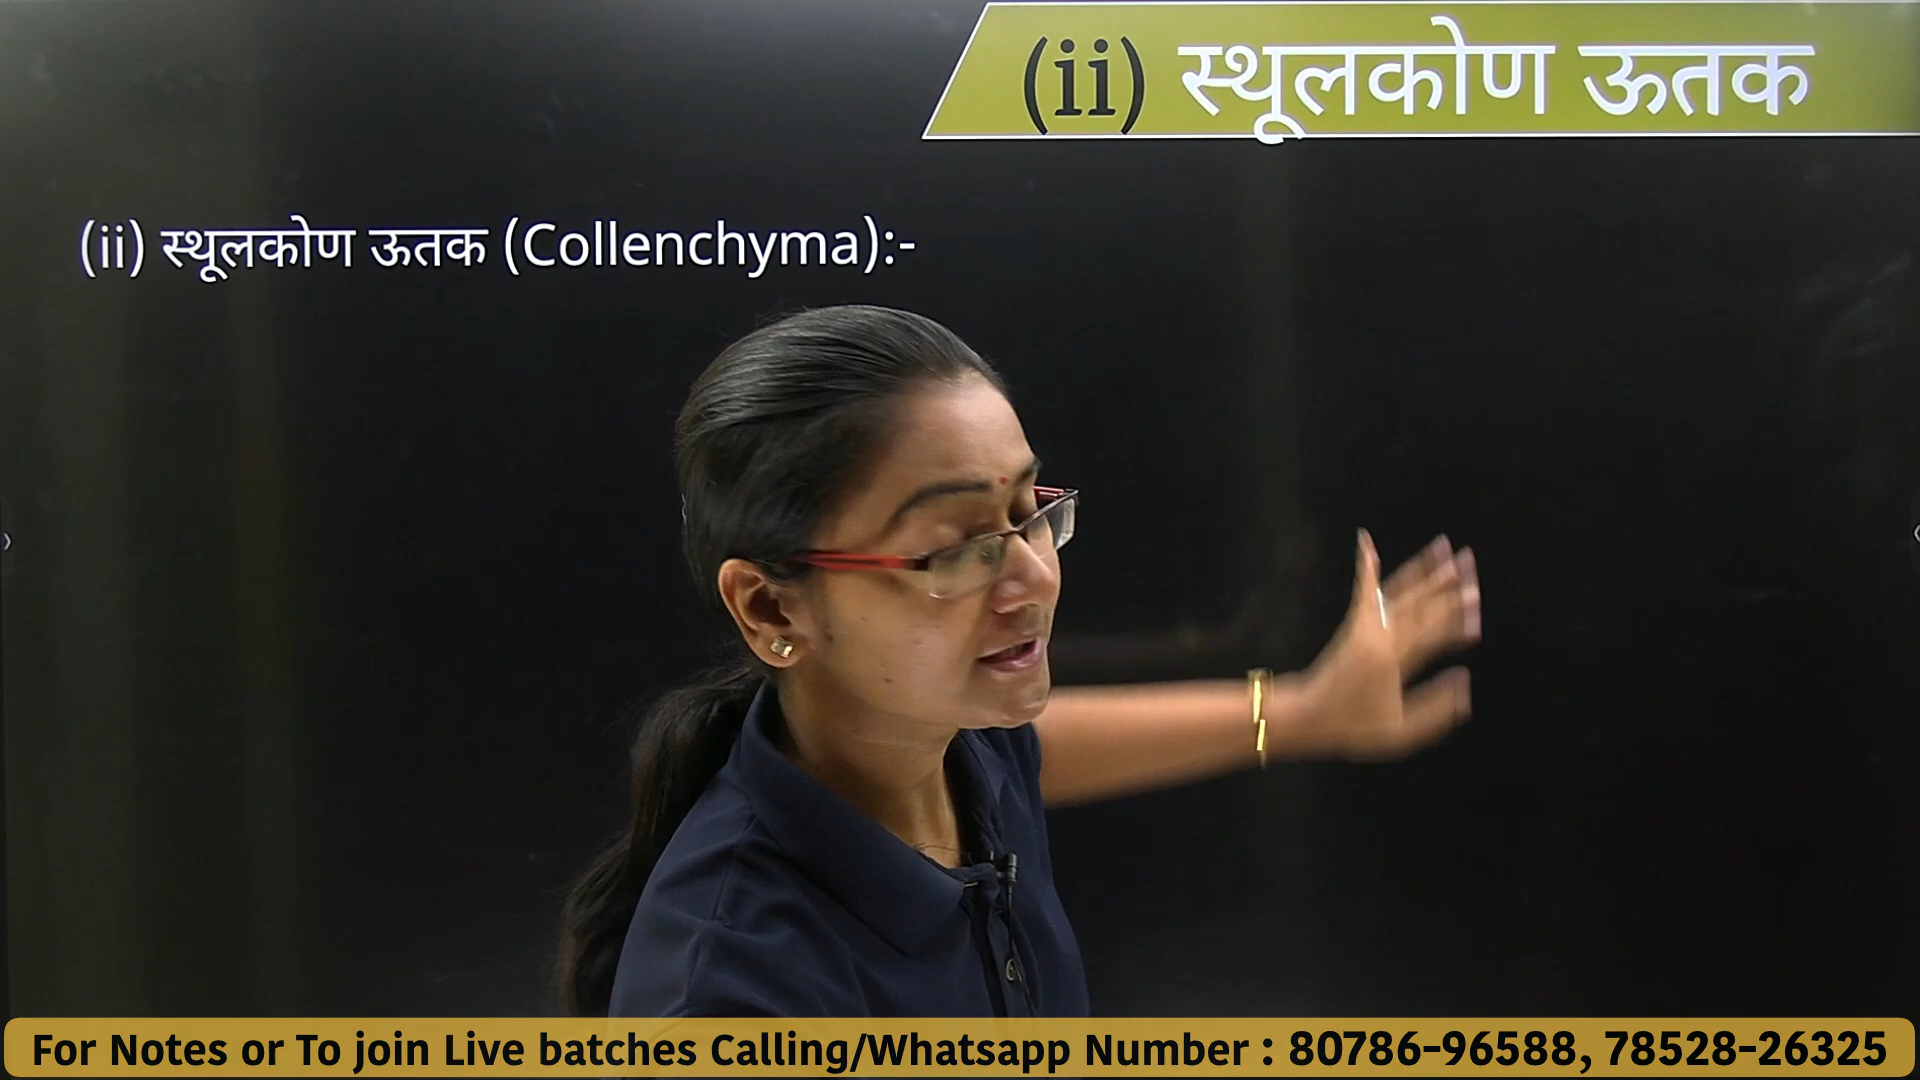 (ii) स्थूलकोण ऊतक
(ii) स्थूलकोण ऊतक (Collenchyma):-
For Notes or To join Live batches Calling/Whatsapp Number : 80786-96588, 78528-26325